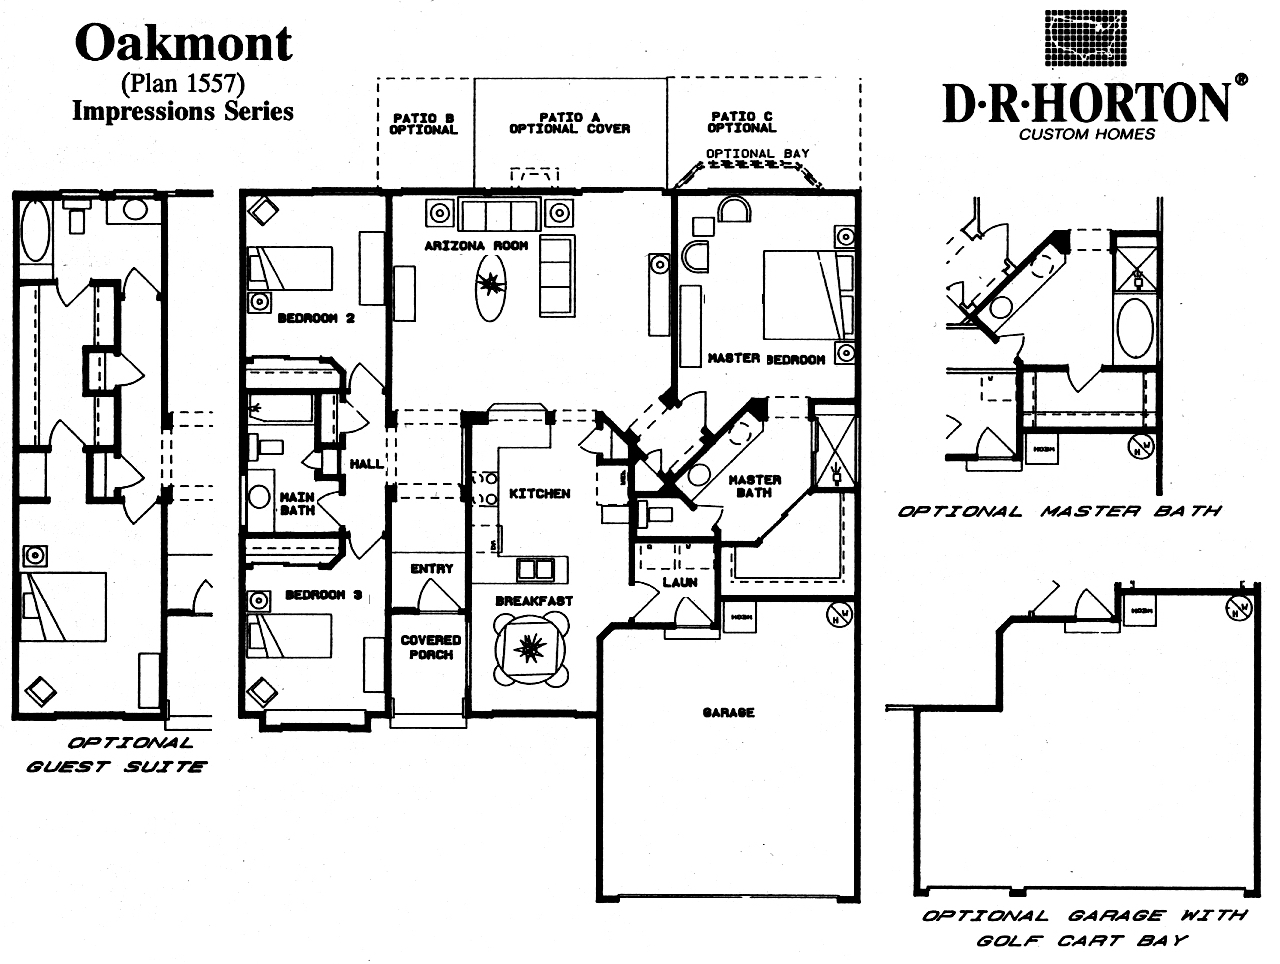 Oakmont
(Plan 1557)
Impressions Series
D·R·HORTON®
CUSTOM HOMES
PATIO B
OPTIONAL
PATIO A
OPTIONAL COVER
PATIO C
OPTIONAL
OPTIONAL BAY
ARIZONA ROOM
BEDROOM 2
MASTER BEDROOM
HALL
KITCHEN
MAIN
BATH
MASTER
BATH
ENTRY
LAUN
BREAKFAST
BEDROOM 3
COVERED
PORCH
GARAGE
H W
OPTIONAL
GUEST SUITE
H W
OPTIONAL MASTER BATH
H W
OPTIONAL GARAGE WITH
GOLF CART BAY